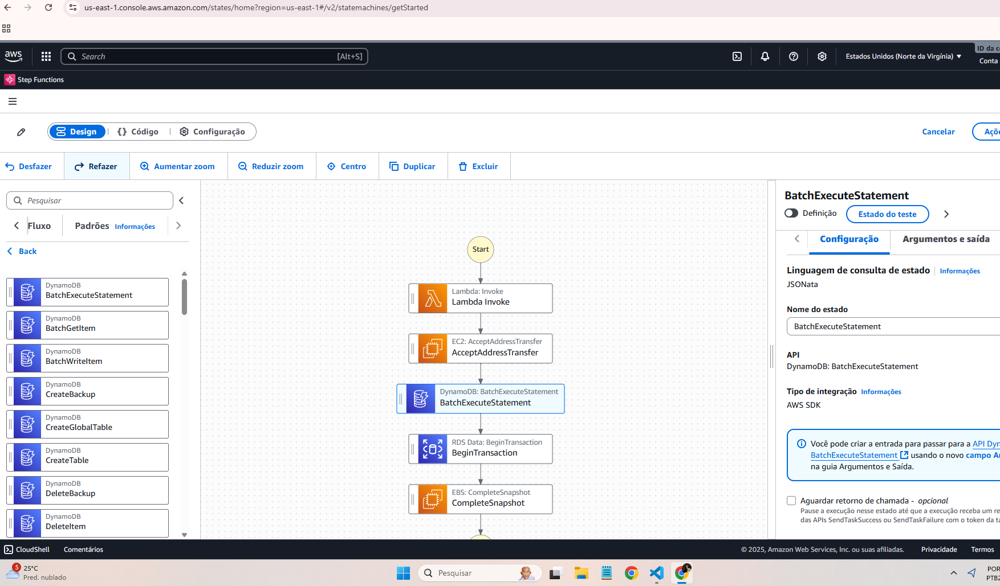 us-east-1.console.aws.amazon.com/states/home?region=us-east-1#/v2/statemachines/getStarted
aws
Search
[Alt+S]
Estados Unidos (Norte da Virgínia)
ID da c
Conta
Step Functions
Design
Código
Configuração
Cancelar
Açõ
Desfazer
Refazer
Aumentar zoom
Reduzir zoom
Centro
Duplicar
Excluir
Pesquisar
Fluxo
Padrões
Informações
Back
DynamoDB
BatchExecuteStatement
DynamoDB
BatchGetItem
DynamoDB
BatchWriteItem
DynamoDB
CreateBackup
DynamoDB
CreateGlobalTable
DynamoDB
CreateTable
DynamoDB
DeleteBackup
DynamoDB
DeleteItem
Start
Lambda: Invoke
Lambda Invoke
EC2: AcceptAddressTransfer
AcceptAddressTransfer
DynamoDB: BatchExecuteStatement
BatchExecuteStatement
RDS Data: BeginTransaction
BeginTransaction
EBS: CompleteSnapshot
CompleteSnapshot
BatchExecuteStatement
Definição
Estado do teste
Configuração
Argumentos e saída
Linguagem de consulta de estado
Informações
JSONata
Nome do estado
BatchExecuteStatement
API
DynamoDB: BatchExecuteStatement
Tipo de integração
Informações
AWS SDK
Você pode criar a entrada para passar para a API Dyn
BatchExecuteStatement usando o novo campo A
na guia Argumentos e Saída.
Aguardar retorno de chamada - opcional
Pause a execução nesse estado até que a execução receba um re
das APIs SendTaskSuccess ou SendTaskFailure com o token da ta
CloudShell
Comentários
© 2025, Amazon Web Services, Inc. ou suas afiliadas.
Privacidade
Termos
5
25°C
Pred. nublado
Pesquisar
POR
PTB2